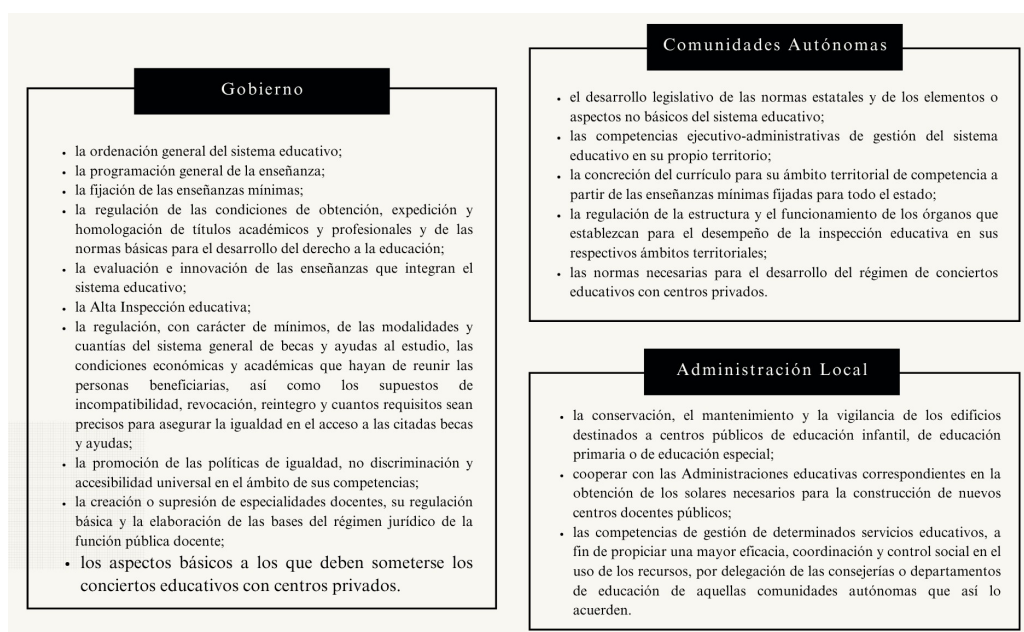 Gobierno
la ordenación general del sistema educativo;
la programación general de la enseñanza;
la fijación de las enseñanzas mínimas;
la regulación de las condiciones de obtención, expedición y
homologación de títulos académicos y profesionales y de las
normas básicas para el desarrollo del derecho a la educación;
la evaluación e innovación de las enseñanzas que integran el
sistema educativo;
la Alta Inspección educativa;
la regulación, con carácter de mínimos, de las modalidades y
cuantías del sistema general de becas y ayudas al estudio, las
condiciones económicas y académicas que hayan de reunir las
personas beneficiarias, así como los supuestos de
incompatibilidad, revocación, reintegro y cuantos requisitos sean
precisos para asegurar la igualdad en el acceso a las citadas becas
y ayudas;
la promoción de las políticas de igualdad, no discriminación y
accesibilidad universal en el ámbito de sus competencias;
la creación o supresión de especialidades docentes, su regulación
básica y la elaboración de las bases del régimen jurídico de la
función pública docente;
los aspectos básicos a los que deben someterse los
conciertos educativos con centros privados.
Comunidades Autónomas
el desarrollo legislativo de las normas estatales y de los elementos o
aspectos no básicos del sistema educativo;
las competencias ejecutivo-administrativas de gestión del sistema
educativo en su propio territorio;
la concreción del currículo para su ámbito territorial de competencia a
partir de las enseñanzas mínimas fijadas para todo el estado;
la regulación de la estructura y el funcionamiento de los órganos que
establezcan para el desempeño de la inspección educativa en sus
respectivos ámbitos territoriales;
las normas necesarias para el desarrollo del régimen de conciertos
educativos con centros privados.
Administración Local
la conservación, el mantenimiento y la vigilancia de los edificios
destinados a centros públicos de educación infantil, de educación
primaria o de educación especial;
cooperar con las Administraciones educativas correspondientes en la
obtención de los solares necesarios para la construcción de nuevos
centros docentes públicos;
las competencias de gestión de determinados servicios educativos, a
fin de propiciar una mayor eficacia, coordinación y control social en el
uso de los recursos, por delegación de las consejerías o departamentos
de educación de aquellas comunidades autónomas que así lo
acuerden.